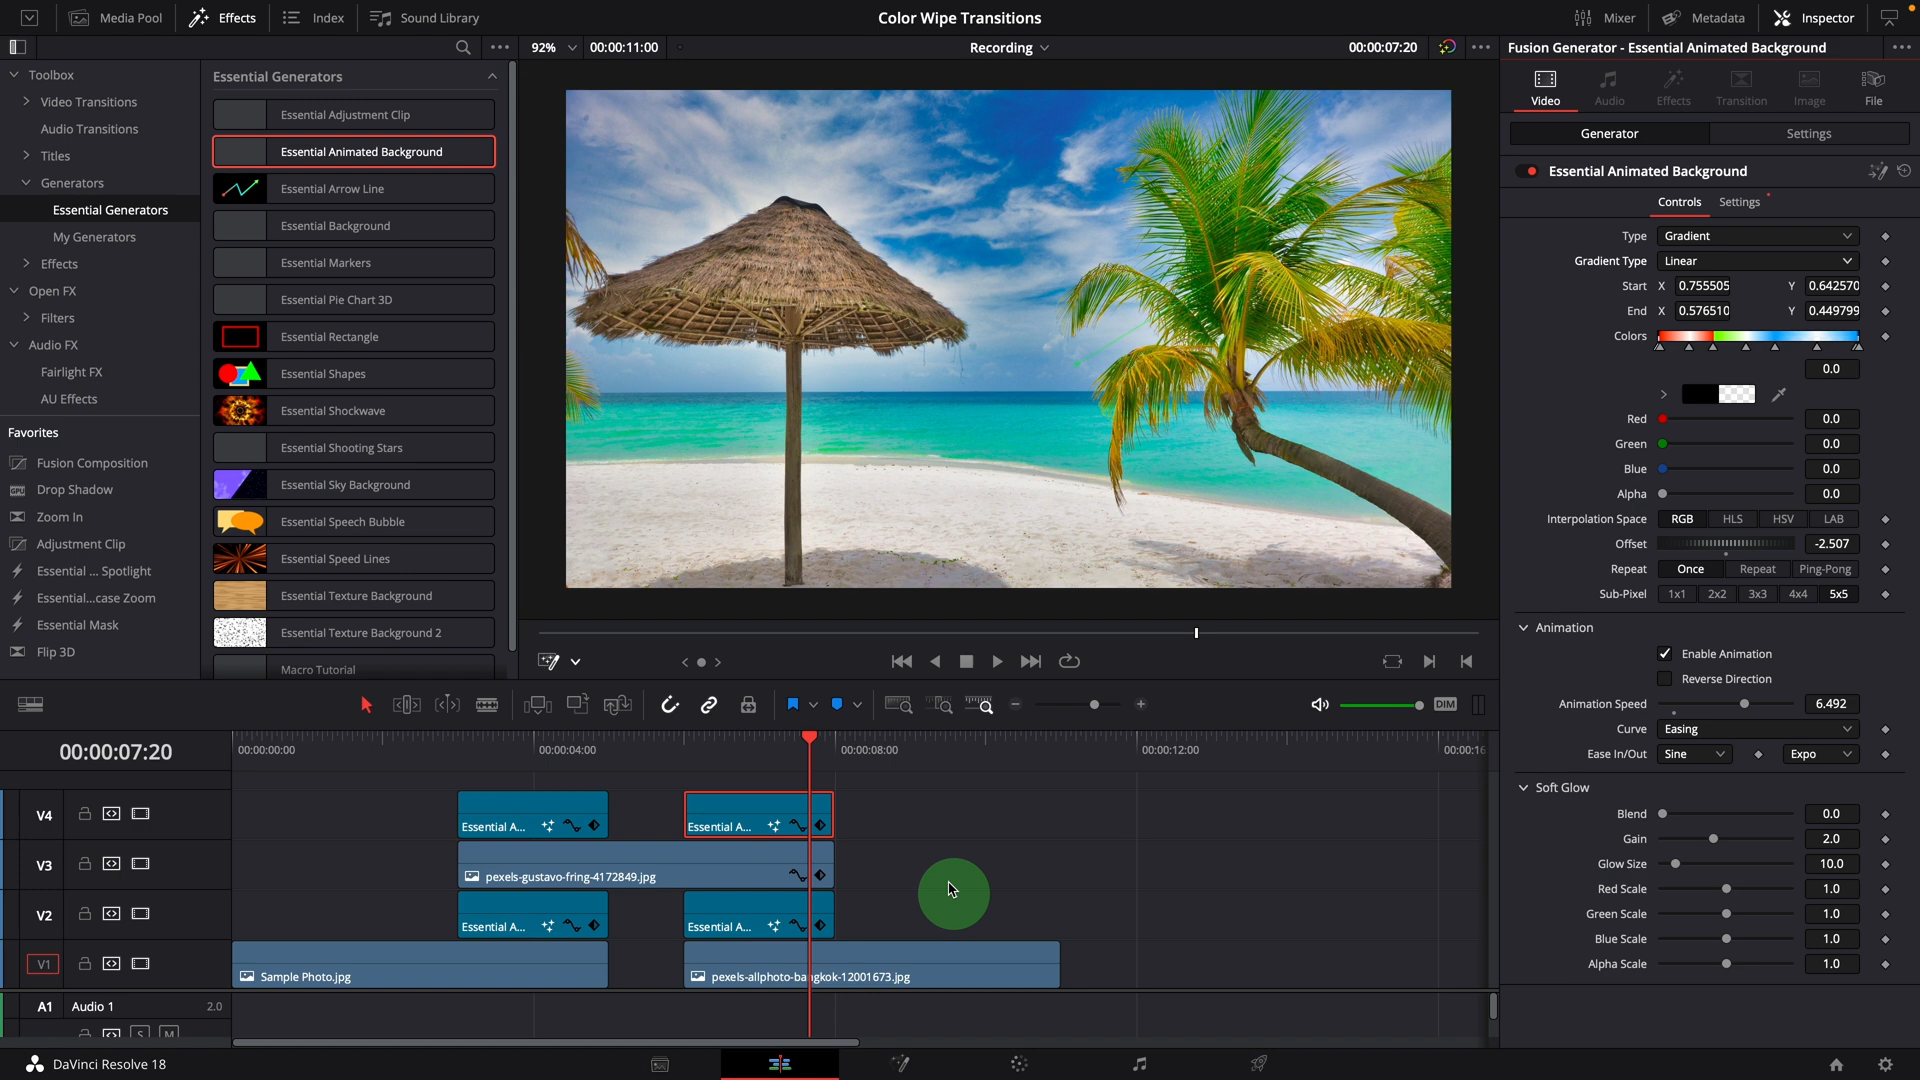 Media Pool
Effects
Index
Sound Library
Color Wipe Transitions
Mixer
Metadata
Inspector
92%
00:00:11:00
Recording
00:00:07:20
Fusion Generator - Essential Animated Background
Toolbox
Video Transitions
Audio Transitions
Titles
Generators
Essential Generators
My Generators
Effects
Open FX
Filters
Audio FX
Fairlight FX
AU Effects
Favorites
Fusion Composition
Drop Shadow
Zoom In
Adjustment Clip
Essential ... Spotlight
Essential...case Zoom
Essential Mask
Flip 3D
Essential Generators
Essential Adjustment Clip
Essential Animated Background
Essential Arrow Line
Essential Background
Essential Markers
Essential Pie Chart 3D
Essential Rectangle
Essential Shapes
Essential Shockwave
Essential Shooting Stars
Essential Sky Background
Essential Speech Bubble
Essential Speed Lines
Essential Texture Background
Essential Texture Background 2
Macro Tutorial
Video
Audio
Effects
Transition
Image
File
Generator
Settings
Essential Animated Background
Controls
Settings
Type Gradient
Gradient Type Linear
Start X 0.755505 Y 0.642570
End X 0.576510 Y 0.449799
Colors
0.0
Red 0.0
Green 0.0
Blue 0.0
Alpha 0.0
Interpolation Space RGB HLS HSV LAB
Offset -2.507
Repeat Once Repeat Ping-Pong
Sub-Pixel 1x1 2x2 3x3 4x4 5x5
Animation
Enable Animation
Reverse Direction
Animation Speed 6.492
Curve Easing
Ease In/Out Sine Expo
Soft Glow
Blend 0.0
Gain 2.0
Glow Size 10.0
Red Scale 1.0
Green Scale 1.0
Blue Scale 1.0
Alpha Scale 1.0
DIM
00:00:07:20
00:00:00:00
00:00:04:00
00:00:08:00
00:00:12:00
00:00:16
V4
Essential A...
Essential A...
V3
pexels-gustavo-fring-4172849.jpg
V2
Essential A...
Essential A...
V1
Sample Photo.jpg
pexels-allphoto-bangkok-12001673.jpg
A1 Audio 1 2.0
S M
DaVinci Resolve 18